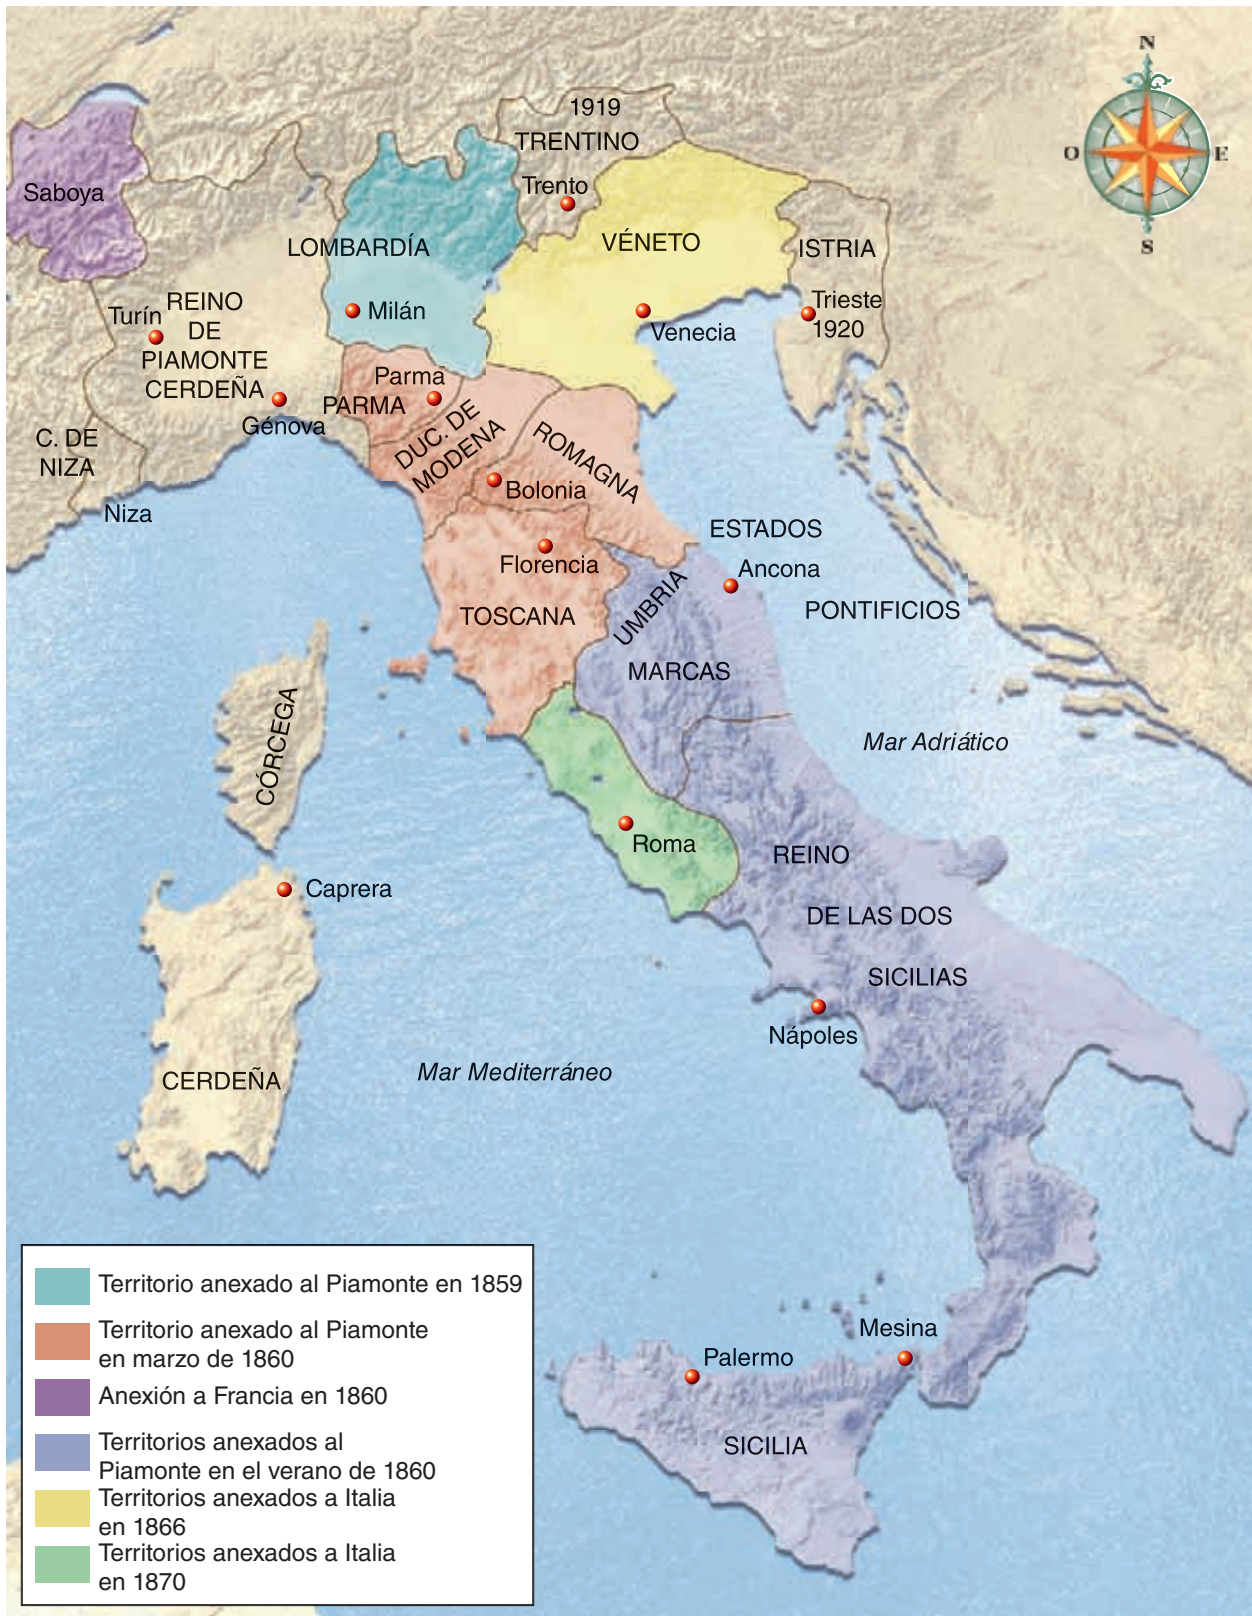 N
O
E
S
1919
TRENTINO
Trento
Saboya
LOMBARDÍA
VÉNETO
ISTRIA
Turín
REINO
DE
PIAMONTE
CERDEÑA
Milán
Venecia
Trieste
1920
Génova
Parma
PARMA
DUC. DE
MODENA
ROMAGNA
C. DE
NIZA
Niza
Bolonia
Florencia
TOSCANA
ESTADOS
PONTIFICIOS
Ancona
UMBRIA
MARCAS
CÓRCEGA
Mar Adriático
Roma
REINO
DE LAS DOS
SICILIAS
Caprera
Nápoles
CERDEÑA
Mar Mediterráneo
Mesina
Palermo
SICILIA
Territorio anexado al Piamonte en 1859
Territorio anexado al Piamonte
en marzo de 1860
Anexión a Francia en 1860
Territorios anexados al
Piamonte en el verano de 1860
Territorios anexados a Italia
en 1866
Territorios anexados a Italia
en 1870